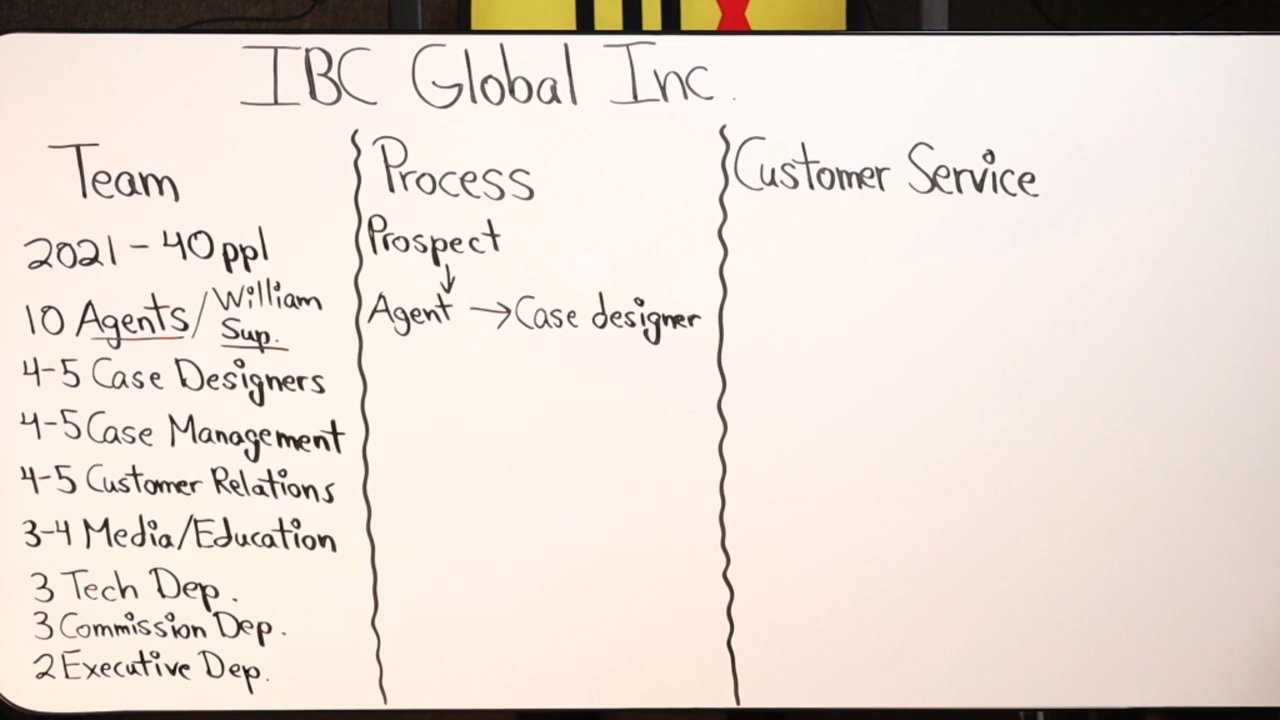 IBC Global Inc.
Team
2021 - 40 ppl
10 Agents/William Sup.
4-5 Case Designers
4-5 Case Management
4-5 Customer Relations
3-4 Media/Education
3 Tech Dep.
3 Commission Dep.
2 Executive Dep.
Process
Prospect
↓
Agent → Case designer
Customer Service